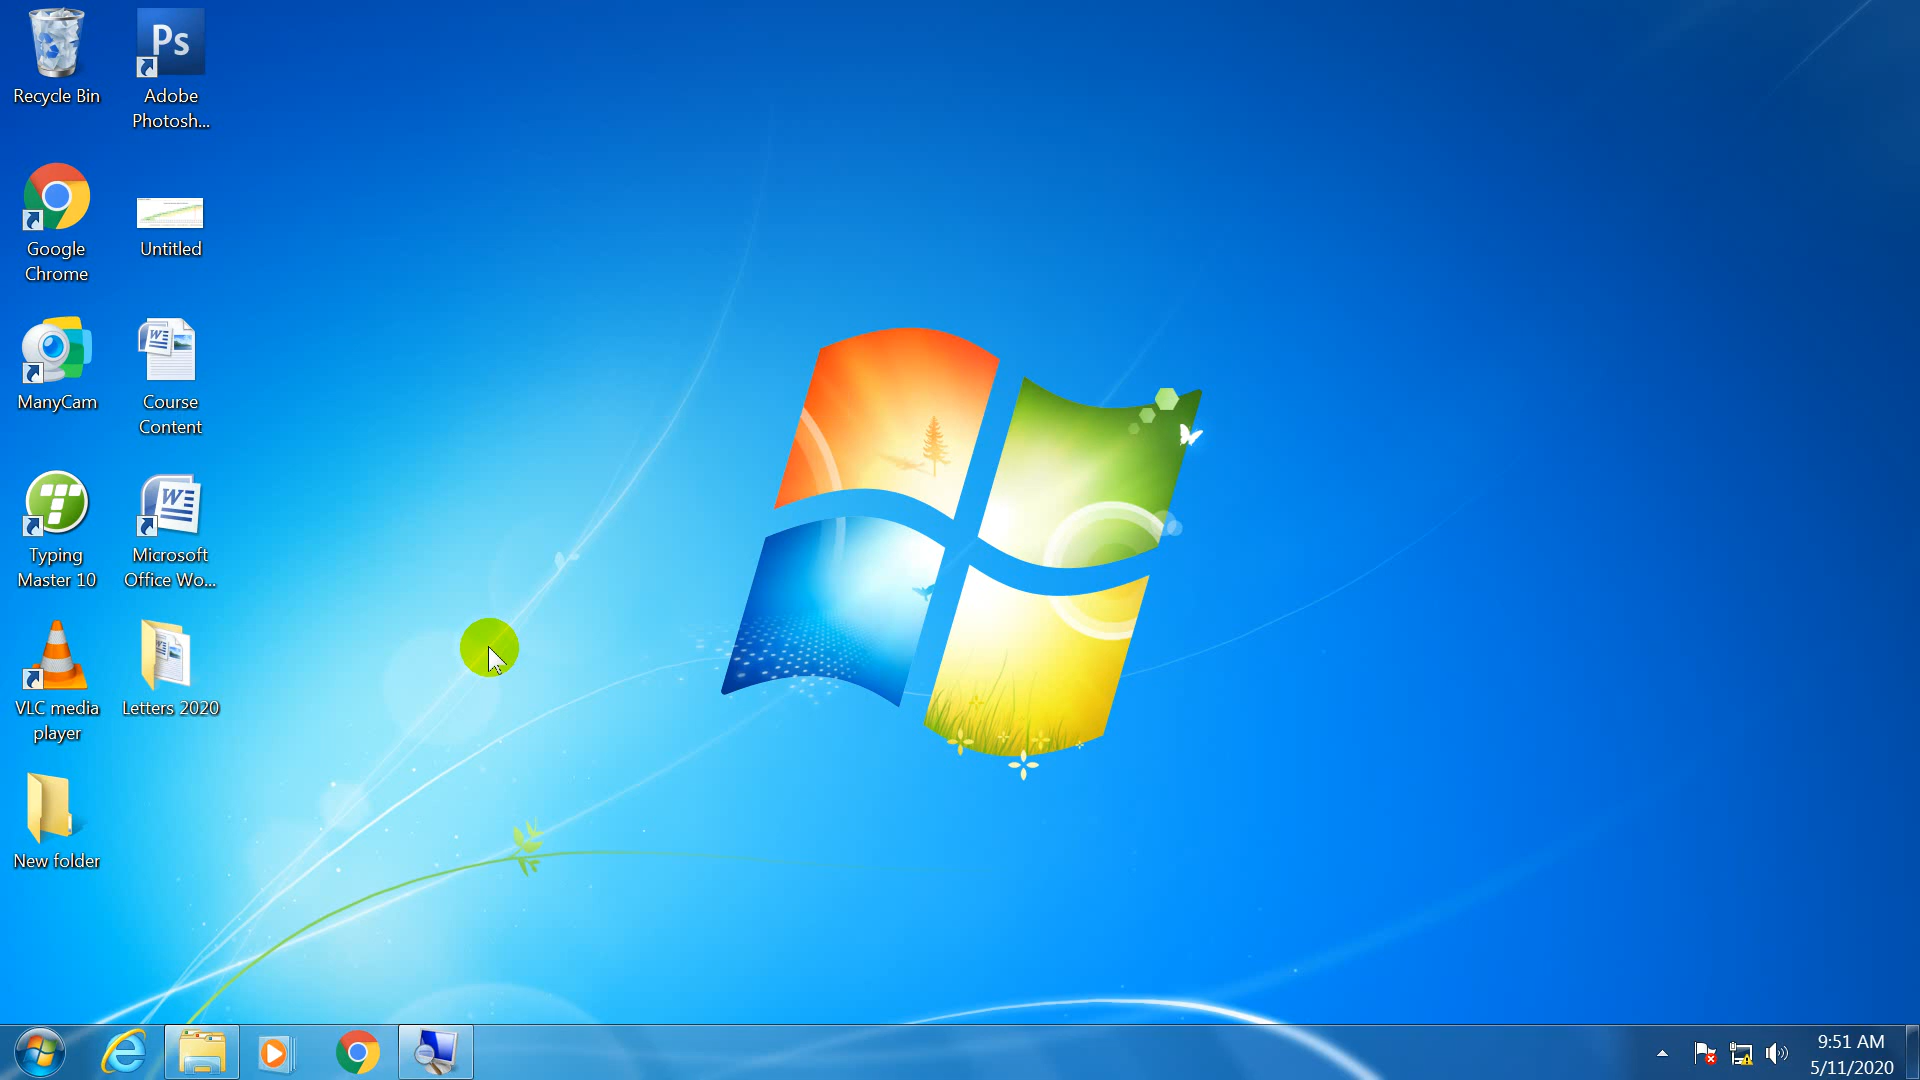 Recycle Bin
Ps
Adobe
Photosh...
Google
Chrome
Untitled
ManyCam
Course
Content
Typing
Master 10
W
Microsoft
Office Wo...
VLC media
player
Letters 2020
New folder
9:51 AM
5/11/2020